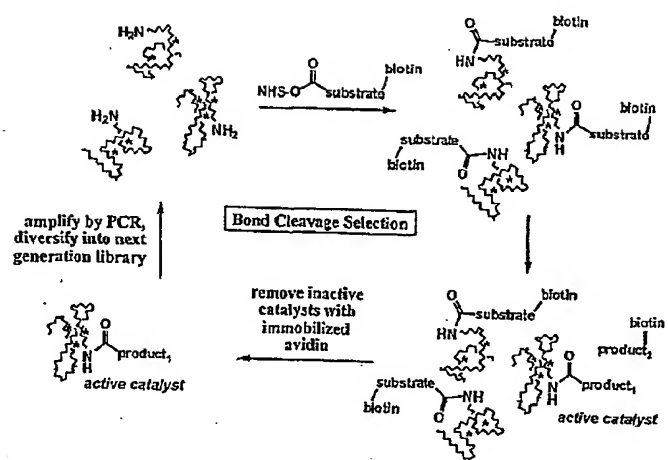 H₂N
H₂N
NH₂
NHS-O
O
substrate
biotin
O
substrate
biotin
HN
O
N
H
substrate
biotin
substrate
biotin
O
NH
Bond Cleavage Selection
amplify by PCR,
diversify into next
generation library
remove inactive
catalysts with
immobilized
avidin
O
N
H
product₁
active catalyst
O
substrate
biotin
HN
biotin
product₂
O
N
H
product₁
active catalyst
substrate
biotin
O
NH